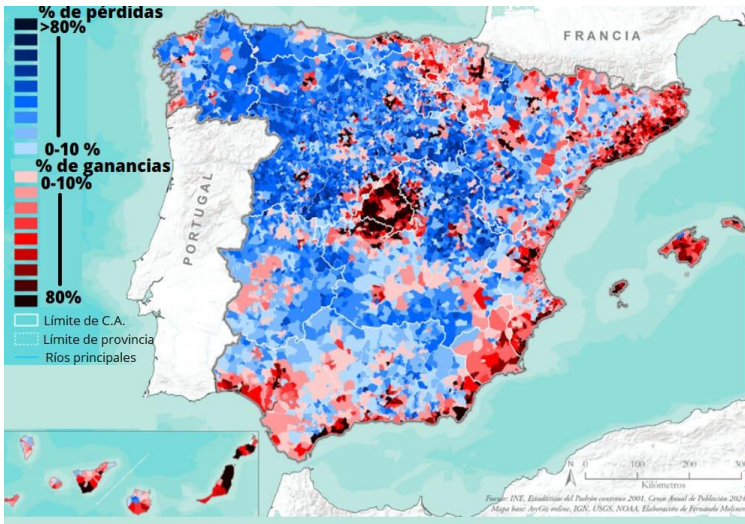 % de pérdidas
>80%
0-10 %
% de ganancias
0-10%
80%
Límite de C.A.
Límite de provincia
Ríos principales
FRANCIA
PORTUGAL
N
0 100 200 300
Kilómetros
Fuente: INE, Estadísticas del Padrón continuo 2001, Censo Anual de Población 2024
Mapa base: ArcGis online, IGN, USGS, NOAA. Elaboración de Fernando Moline